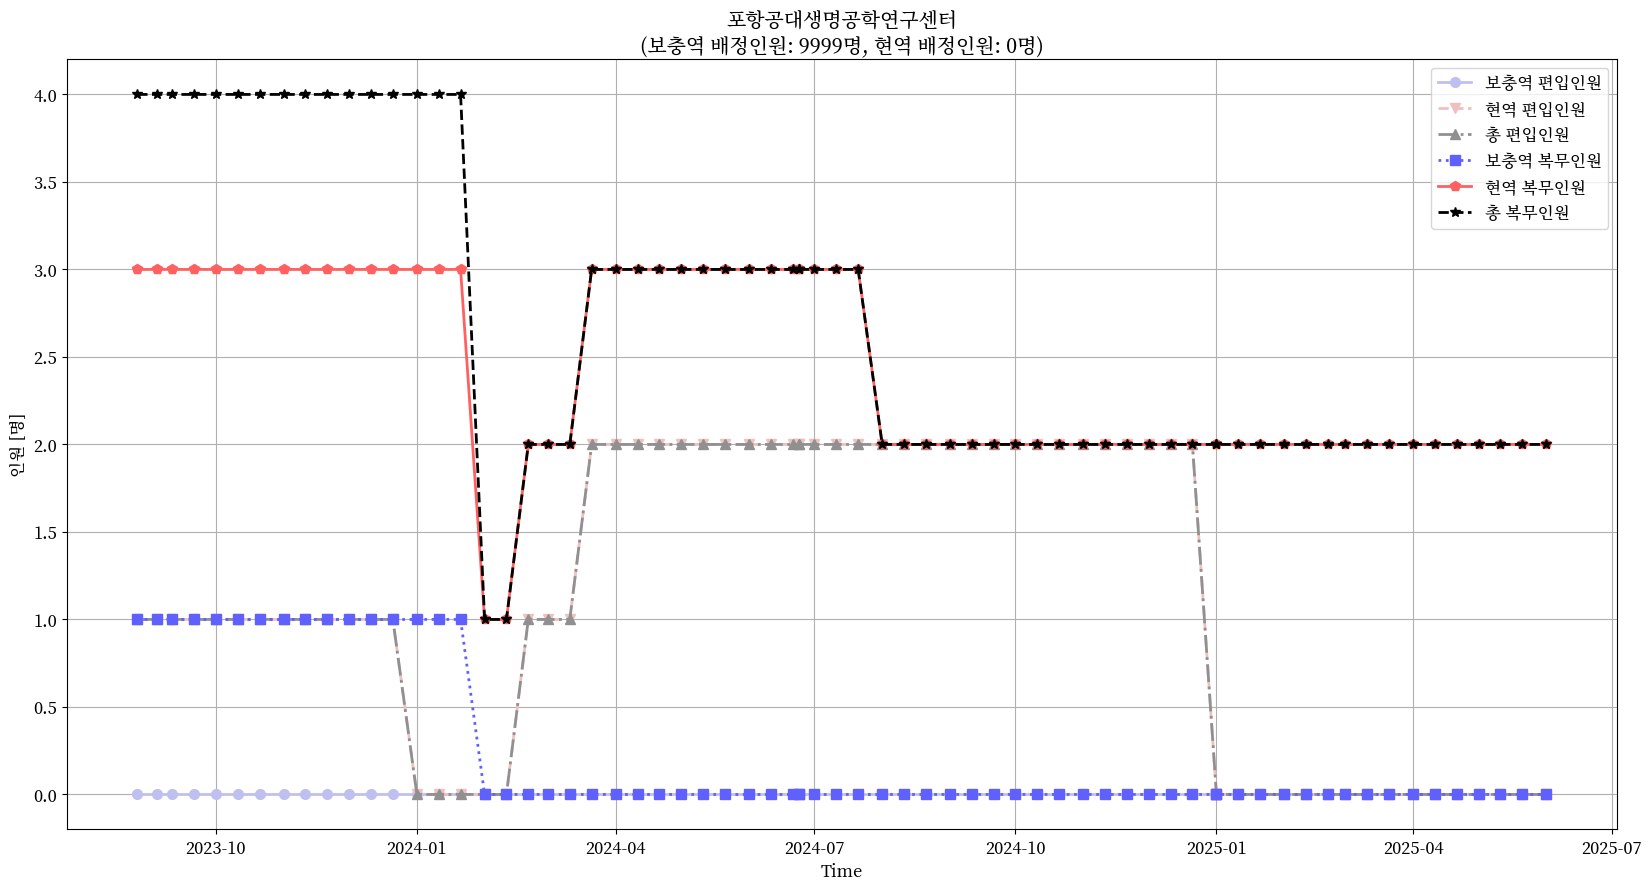 포항공대생명공학연구센터
(보충역 배정인원: 9999명, 현역 배정인원: 0명)
보충역 편입인원
현역 편입인원
총 편입인원
보충역 복무인원
현역 복무인원
총 복무인원
인원 [명]
4.0
3.5
3.0
2.5
2.0
1.5
1.0
0.5
0.0
2023-10
2024-01
2024-04
2024-07
2024-10
2025-01
2025-04
2025-07
Time